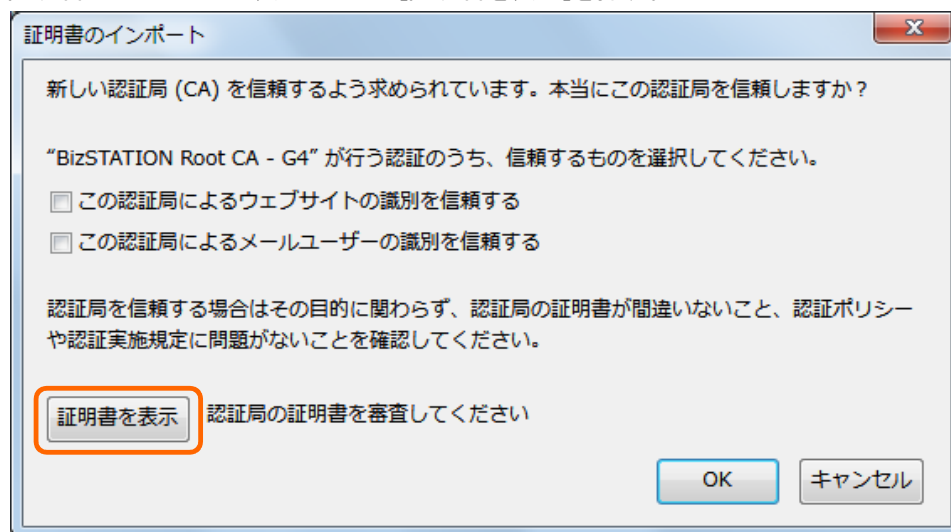 証明書のインポート
新しい認証局 (CA) を信頼するよう求められています。本当にこの認証局を信頼しますか？
“BizSTATION Root CA - G4” が行う認証のうち、信頼するものを選択してください。
この認証局によるウェブサイトの識別を信頼する
この認証局によるメールユーザーの識別を信頼する
認証局を信頼する場合はその目的に関わらず、認証局の証明書が間違いないこと、認証ポリシー
や認証実施規定に問題がないことを確認してください。
証明書を表示 認証局の証明書を審査してください
OK キャンセル